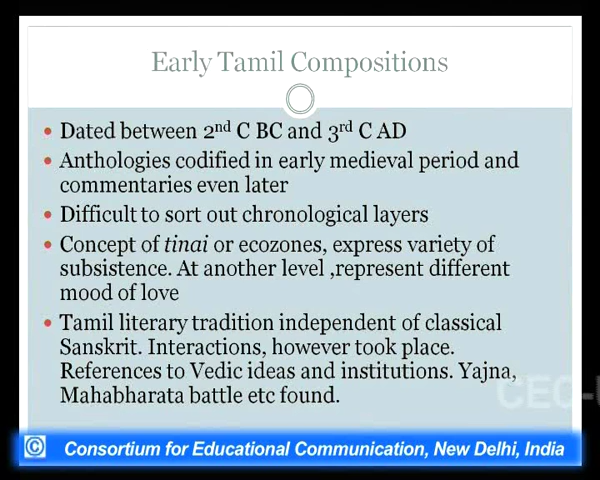 Early Tamil Compositions
• Dated between 2nd C BC and 3rd C AD
• Anthologies codified in early medieval period and
commentaries even later
• Difficult to sort out chronological layers
• Concept of tinai or ecozones, express variety of
subsistence. At another level ,represent different
mood of love
• Tamil literary tradition independent of classical
Sanskrit. Interactions, however took place.
References to Vedic ideas and institutions. Yajna,
Mahabharata battle etc found.
CEC-U
© Consortium for Educational Communication, New Delhi, India